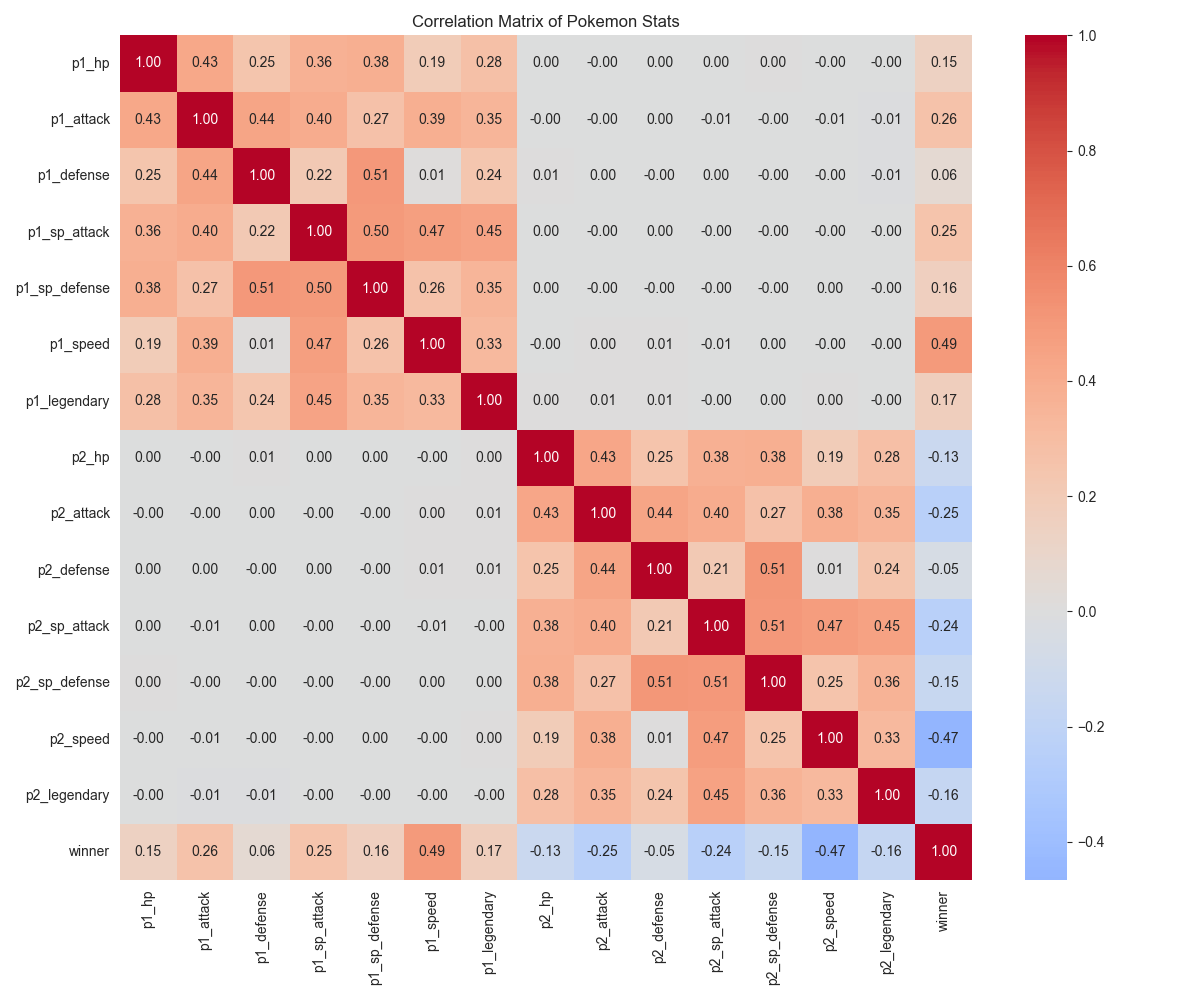 Correlation Matrix of Pokemon Stats
p1_hp 1.00 0.43 0.25 0.36 0.38 0.19 0.28 0.00 -0.00 0.00 0.00 0.00 -0.00 -0.00 0.15
p1_attack 0.43 1.00 0.44 0.40 0.27 0.39 0.35 -0.00 -0.00 0.00 -0.01 -0.00 -0.01 -0.01 0.26
p1_defense 0.25 0.44 1.00 0.22 0.51 0.01 0.24 0.01 0.00 -0.00 0.00 -0.00 -0.00 -0.01 0.06
p1_sp_attack 0.36 0.40 0.22 1.00 0.50 0.47 0.45 0.00 -0.00 0.00 -0.00 -0.00 -0.00 -0.00 0.25
p1_sp_defense 0.38 0.27 0.51 0.50 1.00 0.26 0.35 0.00 -0.00 -0.00 -0.00 -0.00 0.00 -0.00 0.16
p1_speed 0.19 0.39 0.01 0.47 0.26 1.00 0.33 -0.00 0.00 0.01 -0.01 0.00 -0.00 -0.00 0.49
p1_legendary 0.28 0.35 0.24 0.45 0.35 0.33 1.00 0.00 0.01 0.01 -0.00 0.00 0.00 -0.00 0.17
p2_hp 0.00 -0.00 0.01 0.00 0.00 -0.00 0.00 1.00 0.43 0.25 0.38 0.38 0.19 0.28 -0.13
p2_attack -0.00 -0.00 0.00 -0.00 -0.00 0.00 0.01 0.43 1.00 0.44 0.40 0.27 0.38 0.35 -0.25
p2_defense 0.00 0.00 -0.00 0.00 -0.00 0.01 0.01 0.25 0.44 1.00 0.21 0.51 0.01 0.24 -0.05
p2_sp_attack 0.00 -0.01 0.00 -0.00 -0.00 -0.01 -0.00 0.38 0.40 0.21 1.00 0.51 0.47 0.45 -0.24
p2_sp_defense 0.00 -0.00 -0.00 -0.00 -0.00 0.00 0.00 0.38 0.27 0.51 0.51 1.00 0.25 0.36 -0.15
p2_speed -0.00 -0.01 -0.00 -0.00 0.00 -0.00 0.00 0.19 0.38 0.01 0.47 0.25 1.00 0.33 -0.47
p2_legendary -0.00 -0.01 -0.01 -0.00 -0.00 -0.00 -0.00 0.28 0.35 0.24 0.45 0.36 0.33 1.00 -0.16
winner 0.15 0.26 0.06 0.25 0.16 0.49 0.17 -0.13 -0.25 -0.05 -0.24 -0.15 -0.47 -0.16 1.00
p1_hp p1_attack p1_defense p1_sp_attack p1_sp_defense p1_speed p1_legendary p2_hp p2_attack p2_defense p2_sp_attack p2_sp_defense p2_speed p2_legendary winner
1.0
0.8
0.6
0.4
0.2
0.0
−0.2
−0.4